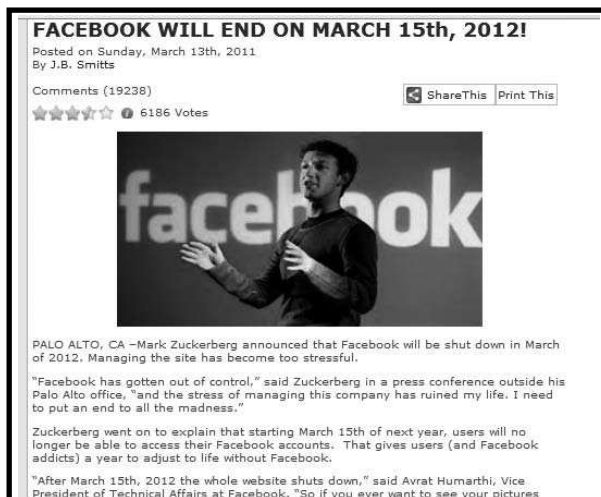 FACEBOOK WILL END ON MARCH 15th, 2012!
Posted on Sunday, March 13th, 2011
By J.B. Smitts
Comments (19238)
ShareThis Print This
6186 Votes
facebook
PALO ALTO, CA –Mark Zuckerberg announced that Facebook will be shut down in March
of 2012. Managing the site has become too stressful.
“Facebook has gotten out of control,” said Zuckerberg in a press conference outside his
Palo Alto office, “and the stress of managing this company has ruined my life. I need
to put an end to all the madness.”
Zuckerberg went on to explain that starting March 15th of next year, users will no
longer be able to access their Facebook accounts. That gives users (and Facebook
addicts) a year to adjust to life without Facebook.
“After March 15th, 2012 the whole website shuts down,” said Avrat Humarthi, Vice
President of Technical Affairs at Facebook. “So if you ever want to see your pictures